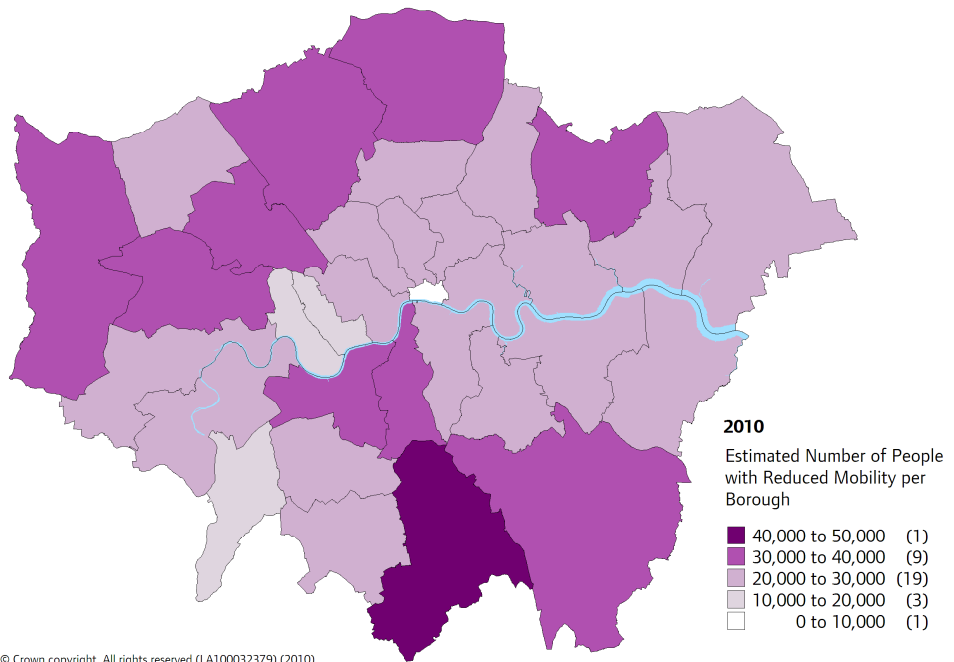 2010
Estimated Number of People
with Reduced Mobility per
Borough
40,000 to 50,000 (1)
30,000 to 40,000 (9)
20,000 to 30,000 (19)
10,000 to 20,000 (3)
0 to 10,000 (1)
© Crown copyright. All rights reserved (LA100032379) (2010)